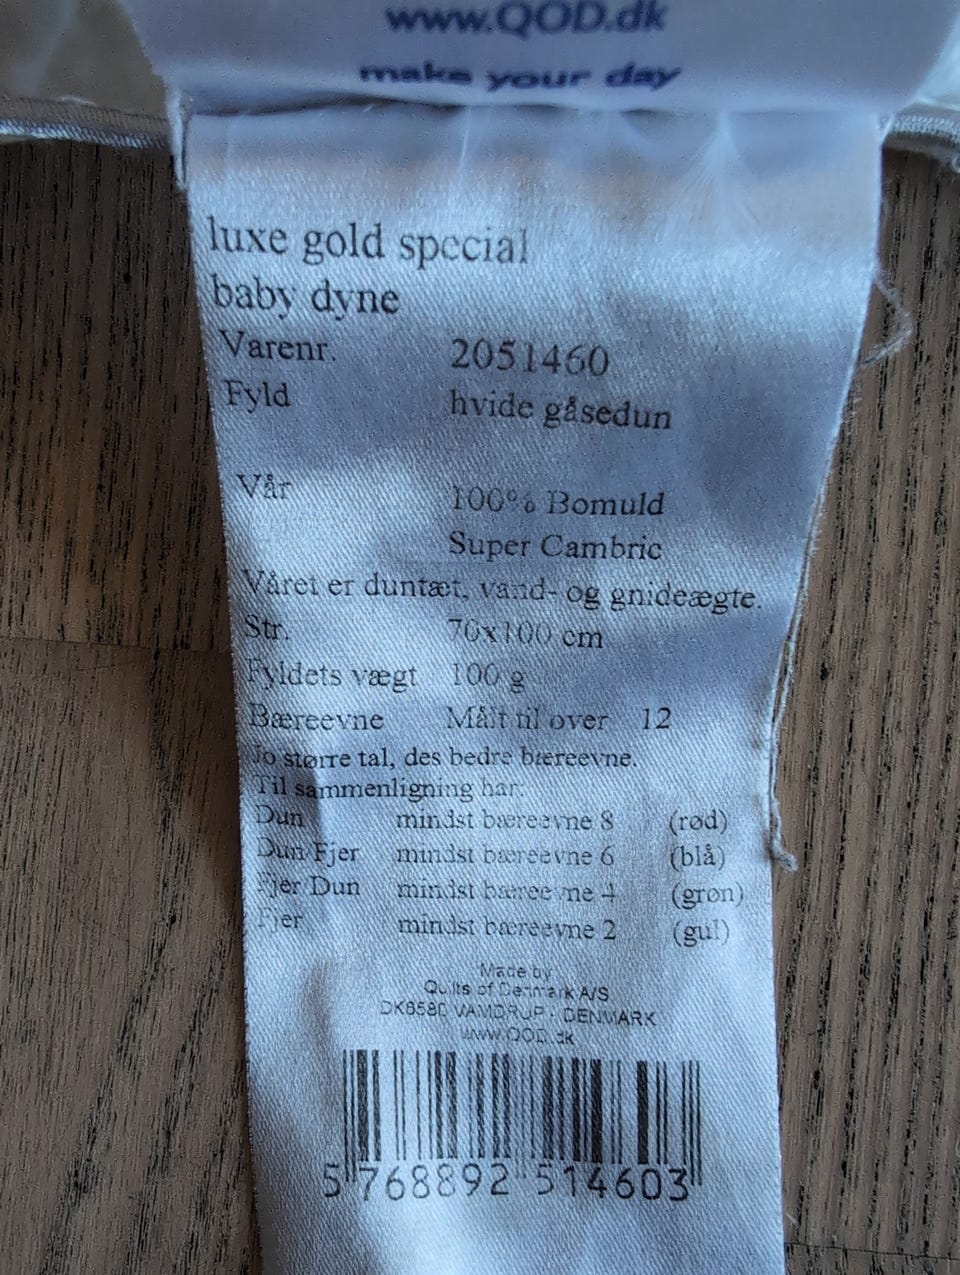 www.QOD.dk
make your day
luxe gold special
baby dyne
Varenr. 2051460
Fyld hvide gåsedun
Vår 100% Bomuld
Super Cambric
Våret er duntæt, vand- og gnideægte.
Str. 70x100 cm
Fyldets vægt 100 g
Bæreevne Målt til over 12
Jo større tal, des bedre bæreevne.
Til sammenligning har:
Dun mindst bæreevne 8 (rød)
Dun/Fjer mindst bæreevne 6 (blå)
Fjer/Dun mindst bæreevne 4 (grøn)
Fjer mindst bæreevne 2 (gul)
Made by
Quilts of Denmark A/S
DK6580 VAMDRUP - DENMARK
www.QOD.dk
5 768892 514603